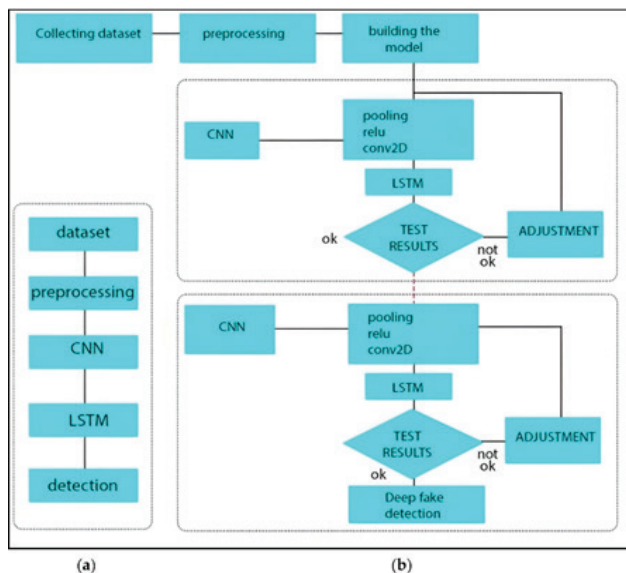 Collecting dataset
preprocessing
building the
model
CNN
pooling
relu
conv2D
LSTM
TEST
RESULTS
ok
not
ok
ADJUSTMENT
dataset
preprocessing
CNN
LSTM
detection
CNN
pooling
relu
conv2D
LSTM
TEST
RESULTS
ok
not
ok
ADJUSTMENT
Deep fake
detection
(a)
(b)